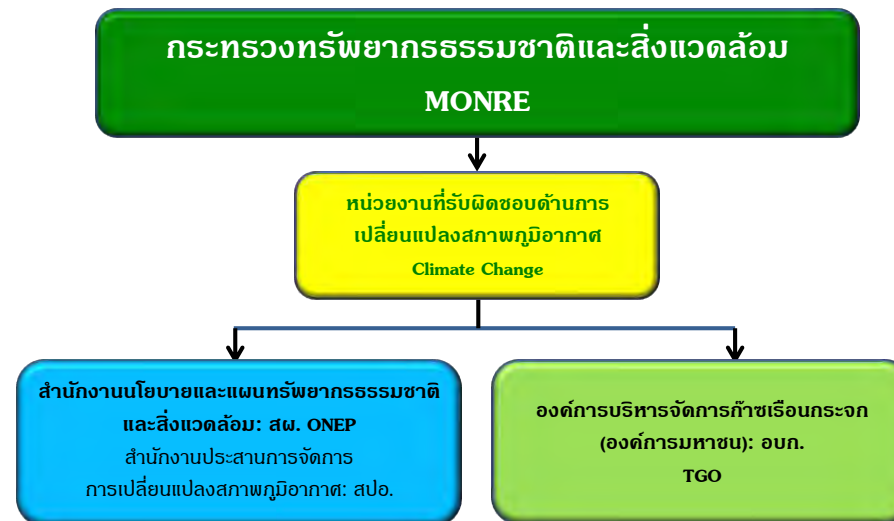 กระทรวงทรัพยากรธรรมชาติและสิ่งแวดล้อม
MONRE
หน่วยงานที่รับผิดชอบด้านการ
เปลี่ยนแปลงสภาพภูมิอากาศ
Climate Change
สำนักงานนโยบายและแผนทรัพยากรธรรมชาติ
และสิ่งแวดล้อม: สผ. ONEP
สำนักงานประสานการจัดการ
การเปลี่ยนแปลงสภาพภูมิอากาศ: สปอ.
องค์การบริหารจัดการก๊าซเรือนกระจก
(องค์การมหาชน): อบก.
TGO